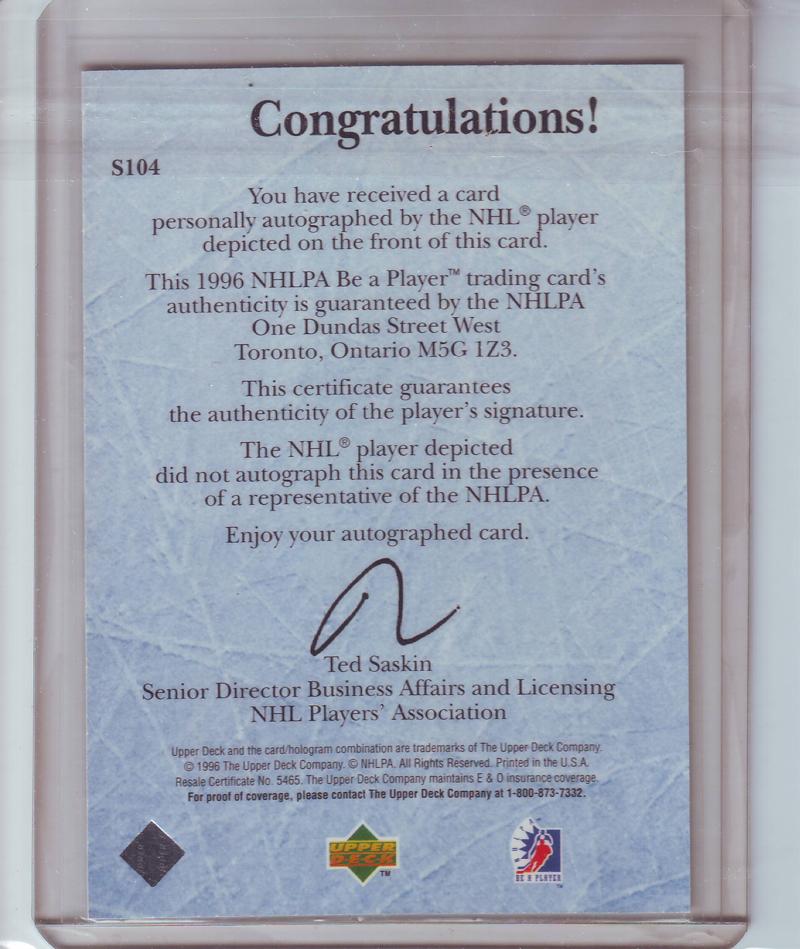 Congratulations!
S104
You have received a card
personally autographed by the NHL® player
depicted on the front of this card.
This 1996 NHLPA Be a Player™ trading card's
authenticity is guaranteed by the NHLPA
One Dundas Street West
Toronto, Ontario M5G 1Z3.
This certificate guarantees
the authenticity of the player's signature.
The NHL® player depicted
did not autograph this card in the presence
of a representative of the NHLPA.
Enjoy your autographed card.
Ted Saskin
Senior Director Business Affairs and Licensing
NHL Players' Association
Upper Deck and the card/hologram combination are trademarks of The Upper Deck Company.
© 1996 The Upper Deck Company. © NHLPA. All Rights Reserved. Printed in the U.S.A.
Resale Certificate No. 5465. The Upper Deck Company maintains E & O insurance coverage.
For proof of coverage, please contact The Upper Deck Company at 1-800-873-7332.
UPPER
DECK
TM
BE A PLAYER
TM